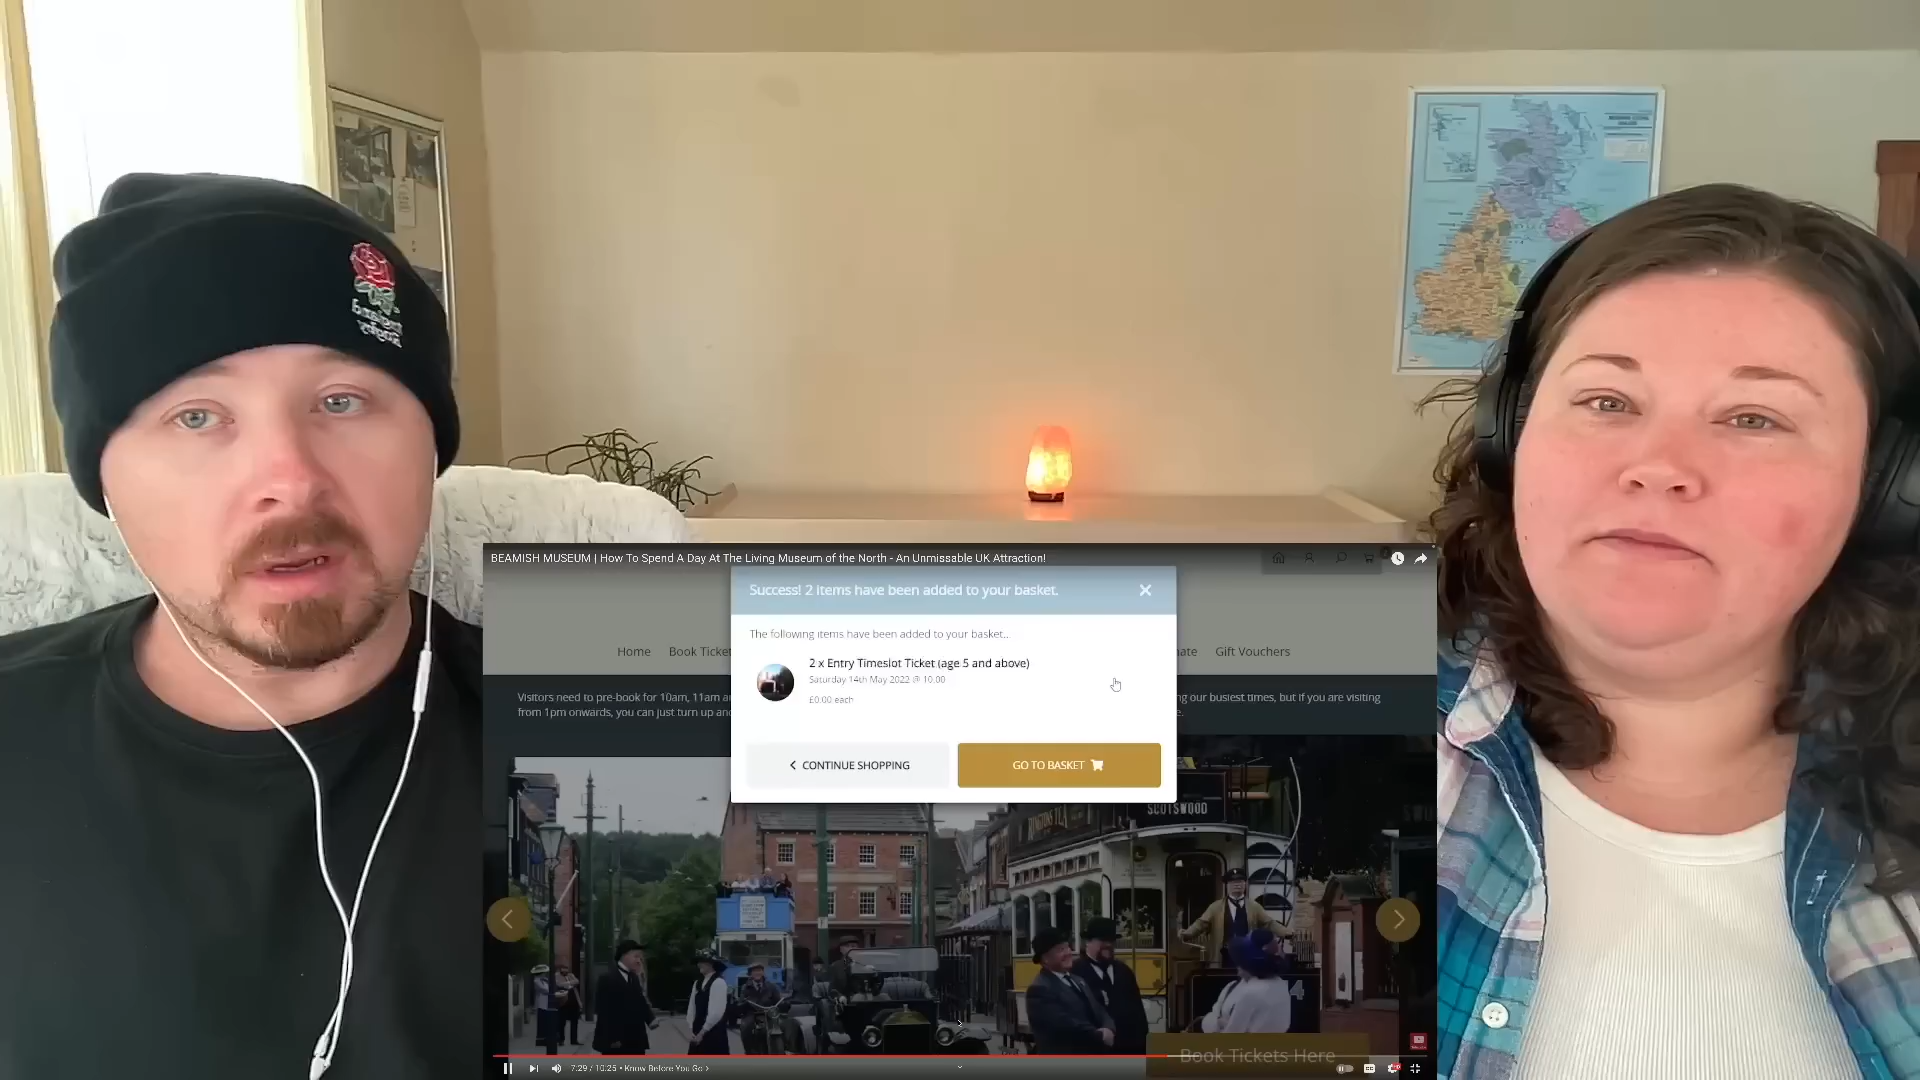 BEAMISH MUSEUM | How To Spend A Day At The Living Museum of the North - An Unmissable UK Attraction!
Success! 2 items have been added to your basket.
The following items have been added to your basket...
2 x Entry Timeslot Ticket (age 5 and above)
Saturday 14th May 2022 @ 10.00
£0.00 each
CONTINUE SHOPPING
GO TO BASKET
Home Book Ticket
Gift Vouchers
Visitors need to pre-book for 10am, 11am
ng our busiest times, but if you are visiting
from 1pm onwards, you can just turn up
SCOTSWOOD
Book Tickets Here
7:29 / 10:25 • Know Before You Go
England
Rugby